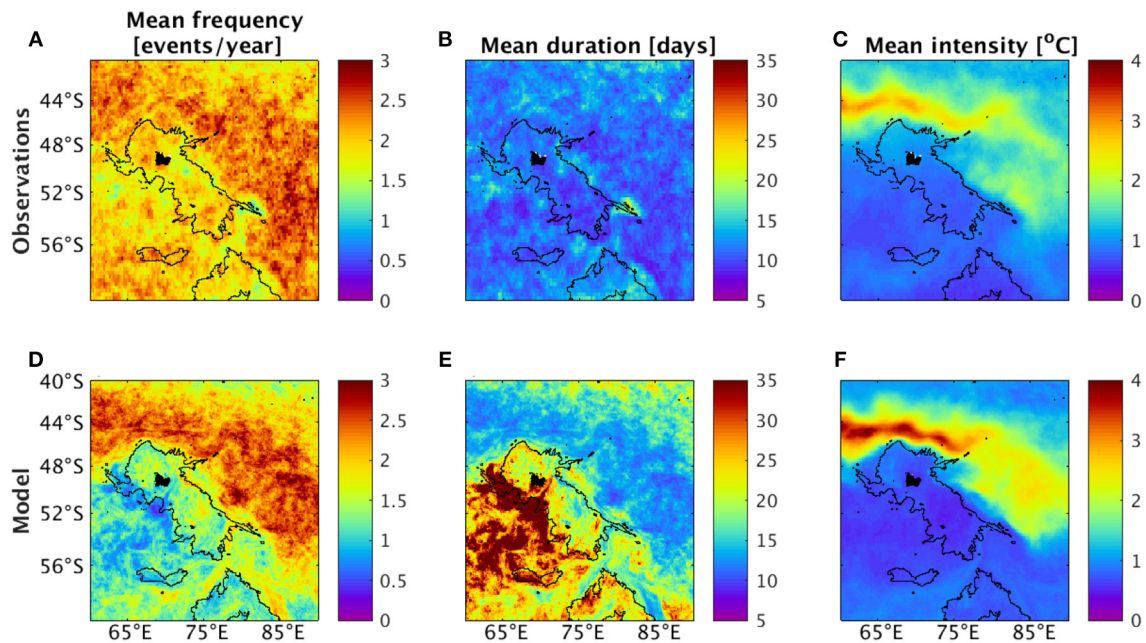 Mean frequency
[events/year]
Mean duration [days]
Mean intensity [°C]
A
B
C
Observations
44°S
48°S
52°S
56°S
3
2.5
2
1.5
1
0.5
0
35
30
25
20
15
10
5
4
3
2
1
0
D
E
F
Model
40°S
44°S
48°S
52°S
56°S
65°E
75°E
85°E
3
2.5
2
1.5
1
0.5
0
65°E
75°E
85°E
35
30
25
20
15
10
5
65°E
75°E
85°E
4
3
2
1
0